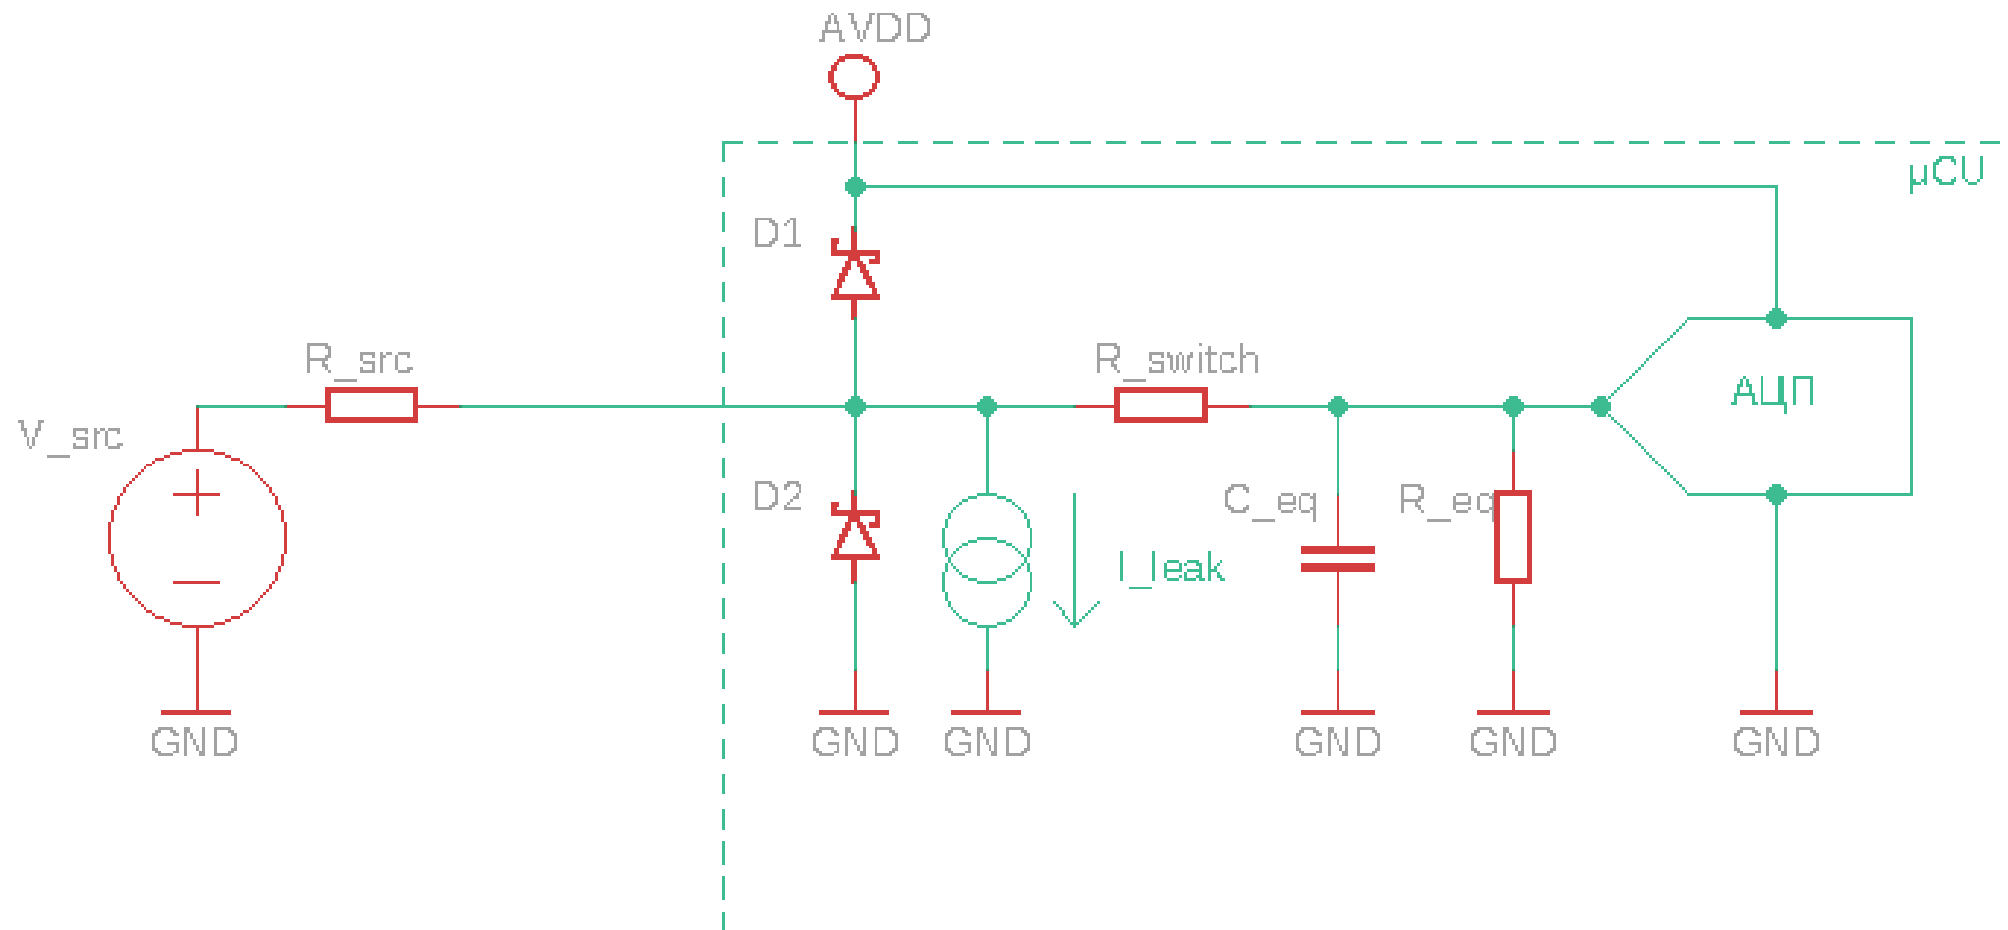 AVDD
µCU
D1
R_src
R_switch
АЦП
V_src
D2
C_eq
R_eq
I_leak
GND
GND
GND
GND
GND
GND